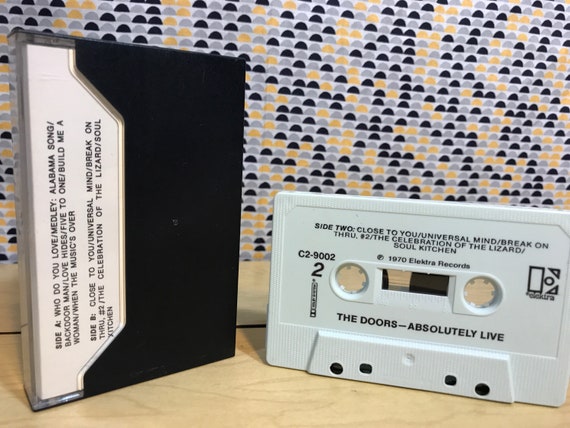 SIDE A: WHO DO YOU LOVE/MEDLEY: ALABAMA SONG/
BACKDOOR MAN/LOVE HIDES/FIVE TO ONE/BUILD ME A
WOMAN/WHEN THE MUSIC'S OVER
SIDE B: CLOSE TO YOU/UNIVERSAL MIND/BREAK ON
THRU, #2/THE CELEBRATION OF THE LIZARD/SOUL
KITCHEN
SIDE TWO: CLOSE TO YOU/UNIVERSAL MIND/BREAK ON
THRU, #2/THE CELEBRATION OF THE LIZARD/
SOUL KITCHEN
C2-9002
℗ 1970 Elektra Records
2
elektra
THE DOORS—ABSOLUTELY LIVE